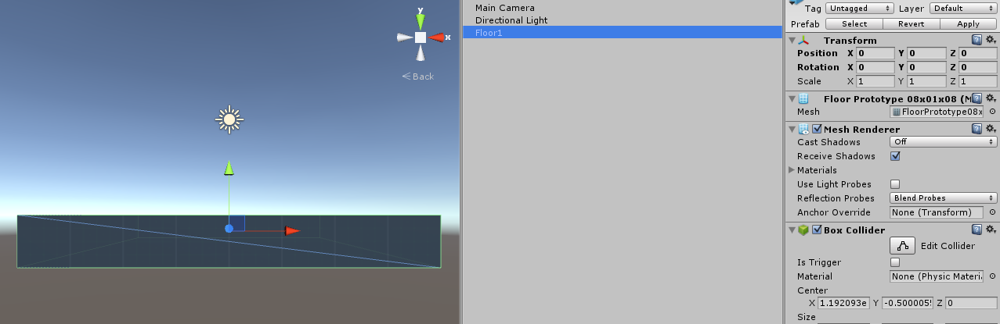 y
x
Back
Main Camera
Directional Light
Floor1
Tag Untagged Layer Default
Prefab Select Revert Apply
Transform
Position X 0 Y 0 Z 0
Rotation X 0 Y 0 Z 0
Scale X 1 Y 1 Z 1
Floor Prototype 08x01x08 (M
Mesh FloorPrototype08x
Mesh Renderer
Cast Shadows Off
Receive Shadows
Materials
Use Light Probes
Reflection Probes Blend Probes
Anchor Override None (Transform)
Box Collider
Edit Collider
Is Trigger
Material None (Physic Materi
Center
X 1.192093e Y -0.500005 Z 0
Size